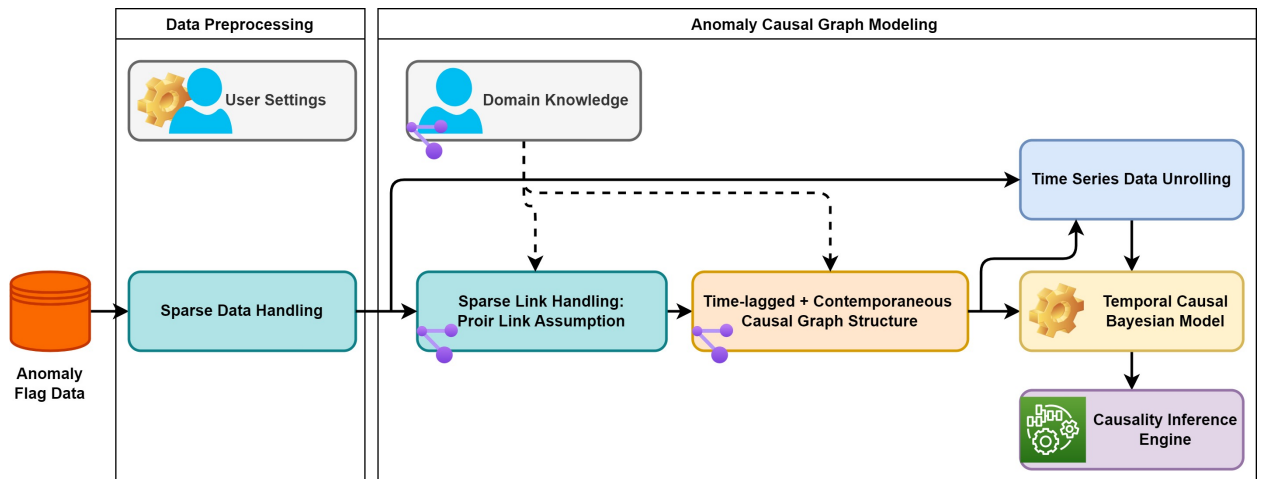 Data Preprocessing
Anomaly Causal Graph Modeling
User Settings
Domain Knowledge
Time Series Data Unrolling
Anomaly
Flag Data
Sparse Data Handling
Sparse Link Handling:
Proir Link Assumption
Time-lagged + Contemporaneous
Causal Graph Structure
Temporal Causal
Bayesian Model
Causality Inference
Engine